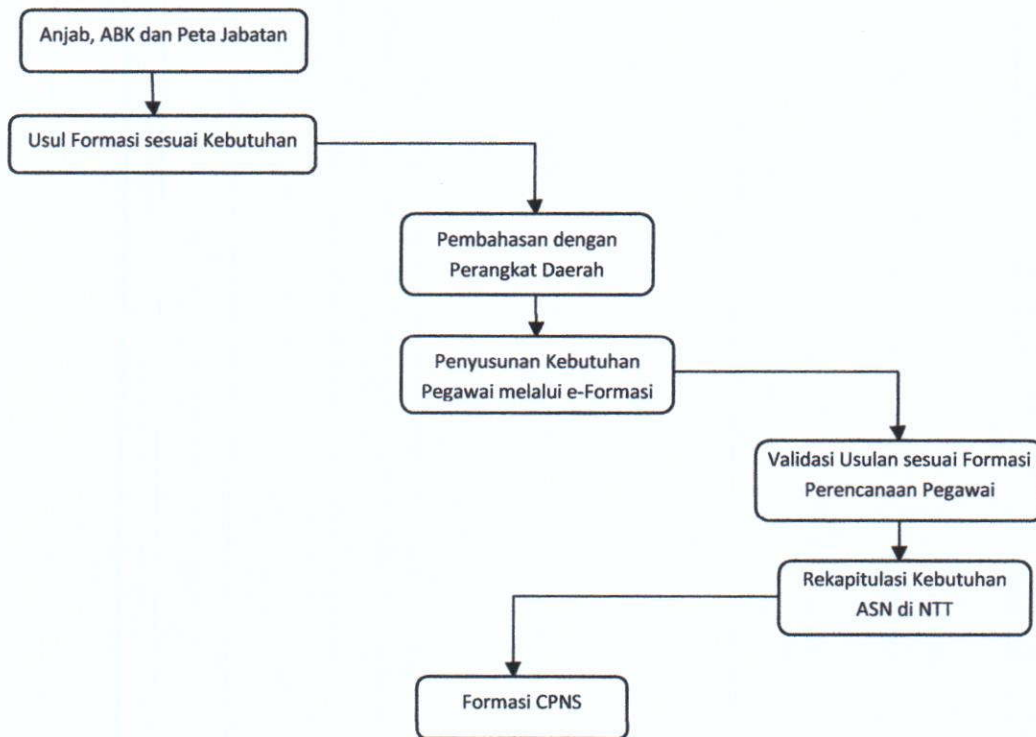 Anjab, ABK dan Peta Jabatan
Usul Formasi sesuai Kebutuhan
Pembahasan dengan
Perangkat Daerah
Penyusunan Kebutuhan
Pegawai melalui e-Formasi
Validasi Usulan sesuai Formasi
Perencanaan Pegawai
Rekapitulasi Kebutuhan
ASN di NTT
Formasi CPNS